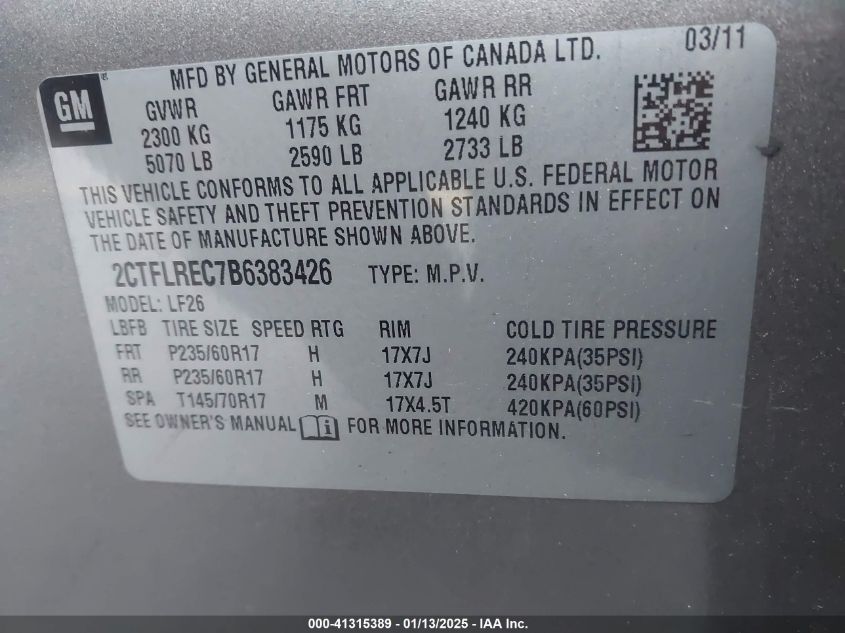 03/11
MFD BY GENERAL MOTORS OF CANADA LTD.
GM
GVWR GAWR FRT GAWR RR
2300 KG 1175 KG 1240 KG
5070 LB 2590 LB 2733 LB
THIS VEHICLE CONFORMS TO ALL APPLICABLE U.S. FEDERAL MOTOR
VEHICLE SAFETY AND THEFT PREVENTION STANDARDS IN EFFECT ON
THE DATE OF MANUFACTURE SHOWN ABOVE.
2CTFLREC7B6383426 TYPE: M.P.V.
MODEL: LF26
LBFB TIRE SIZE SPEED RTG RIM COLD TIRE PRESSURE
FRT P235/60R17 H 17X7J 240KPA(35PSI)
RR P235/60R17 H 17X7J 240KPA(35PSI)
SPA T145/70R17 M 17X4.5T 420KPA(60PSI)
SEE OWNER'S MANUAL i FOR MORE INFORMATION.
000-41315389 - 01/13/2025 - IAA Inc.